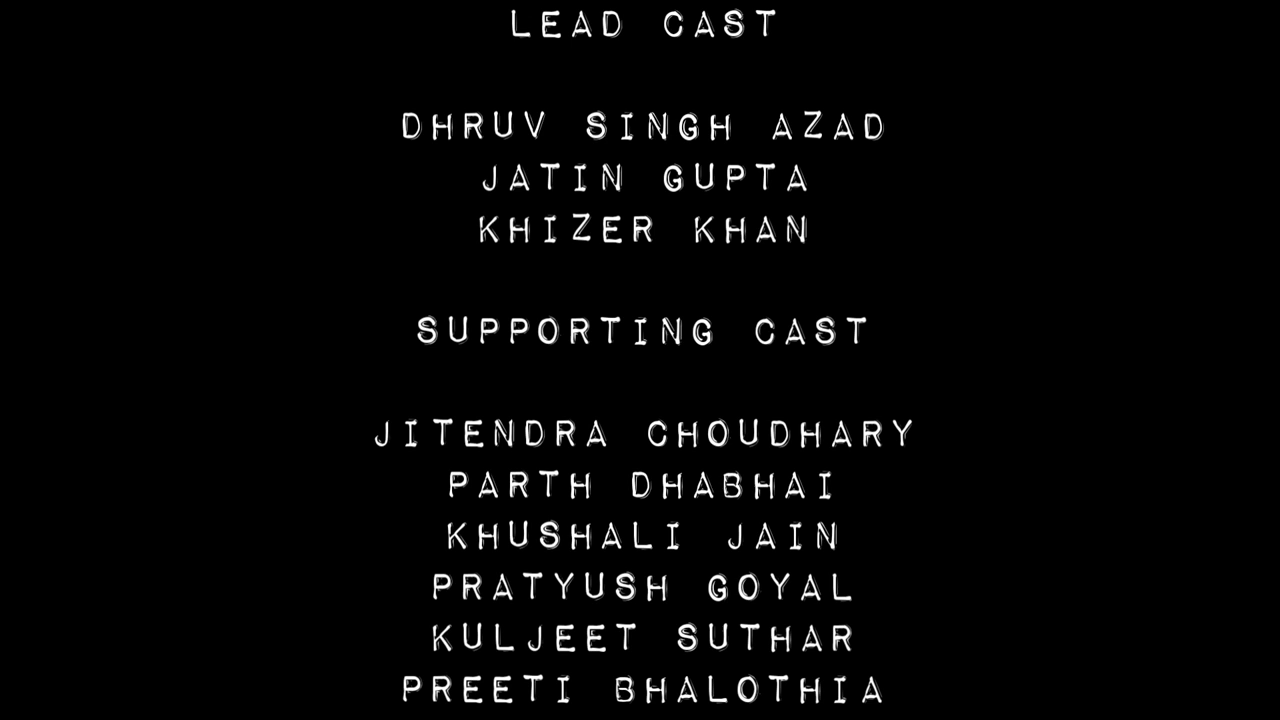 LEAD CAST
DHRUV SINGH AZAD
JATIN GUPTA
KHIZER KHAN
SUPPORTING CAST
JITENDRA CHOUDHARY
PARTH DHABHAI
KHUSHALI JAIN
PRATYUSH GOYAL
KULJEET SUTHAR
PREETI BHALOTHIA